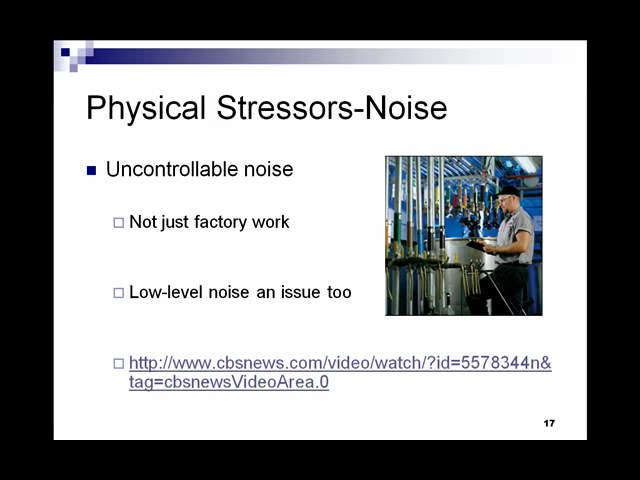 Physical Stressors-Noise
Uncontrollable noise
Not just factory work
Low-level noise an issue too
http://www.cbsnews.com/video/watch/?id=5578344n&
tag=cbsnewsVideoArea.0
17